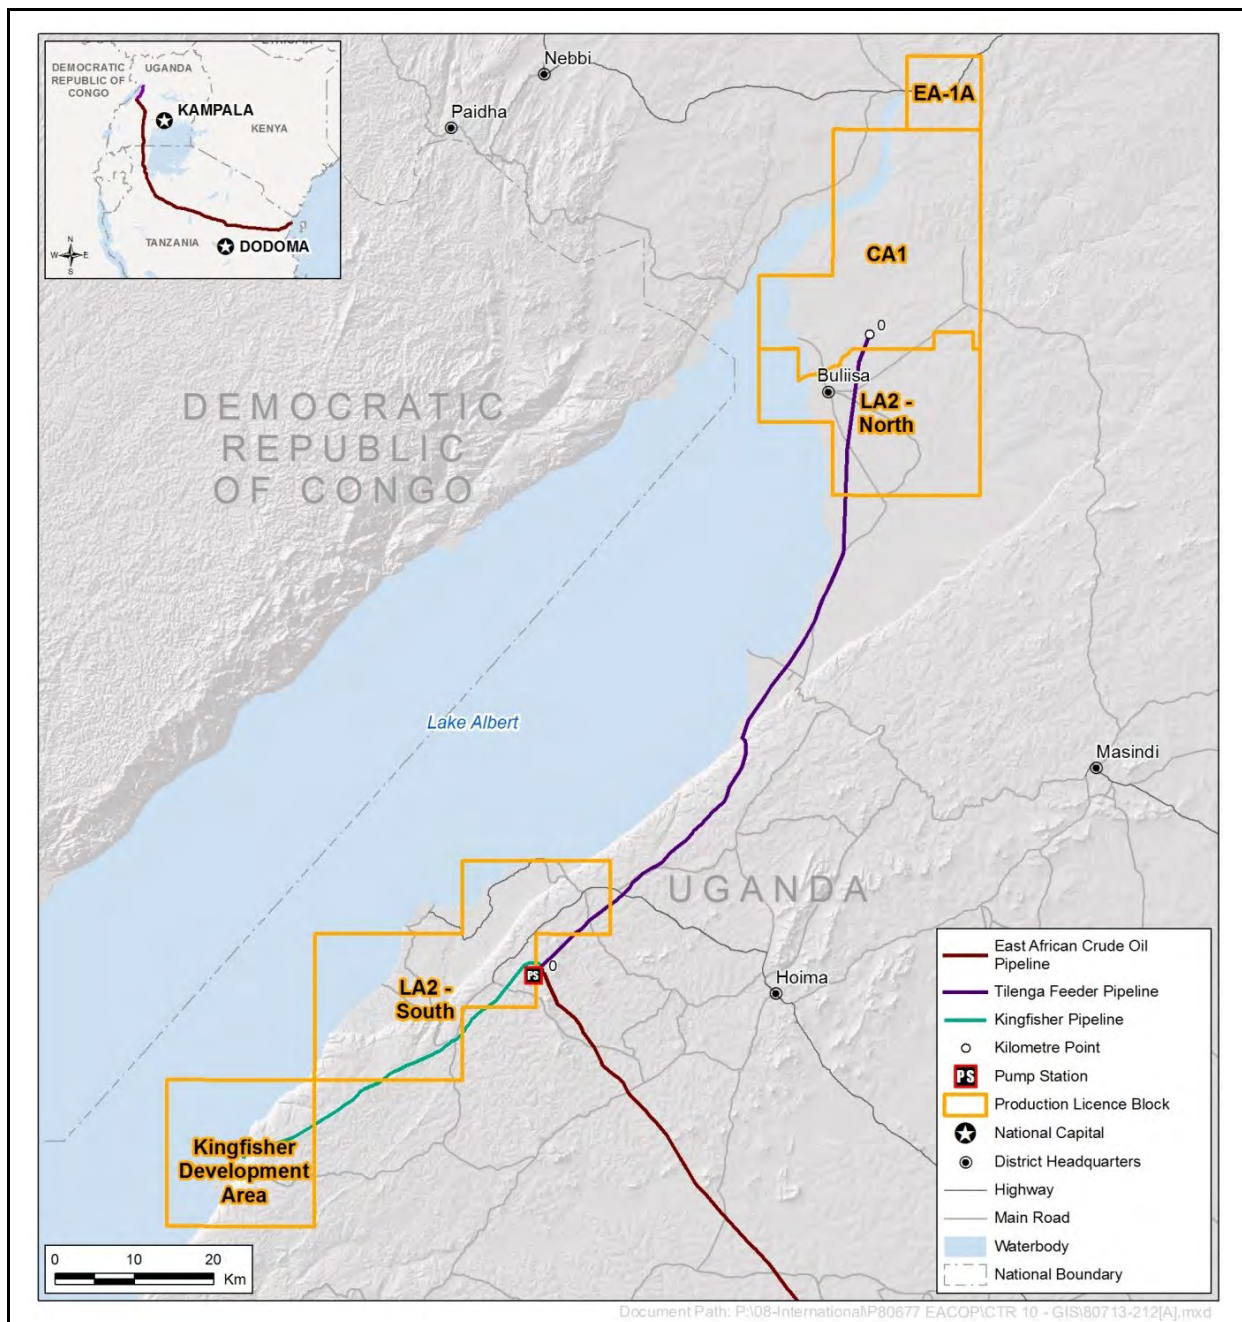 ETHIOPIA
DEMOCRATIC
REPUBLIC OF
CONGO
UGANDA
KAMPALA
KENYA
TANZANIA
DODOMA
N
W
E
S
Nebbi
Paidha
EA-1A
CA1
0
Buliisa
LA2 -
North
DEMOCRATIC
REPUBLIC
OF CONGO
Lake Albert
Masindi
UGANDA
Hoima
0
PS
LA2 -
South
Kingfisher
Development
Area
0 10 20
Km
East African Crude Oil
Pipeline
Tilenga Feeder Pipeline
Kingfisher Pipeline
Kilometre Point
PS
Pump Station
Production Licence Block
National Capital
District Headquarters
Highway
Main Road
Waterbody
National Boundary
Document Path: P:\08-International\P80677 EACOP\CTR 10 - GIS\80713-212[A].mxd